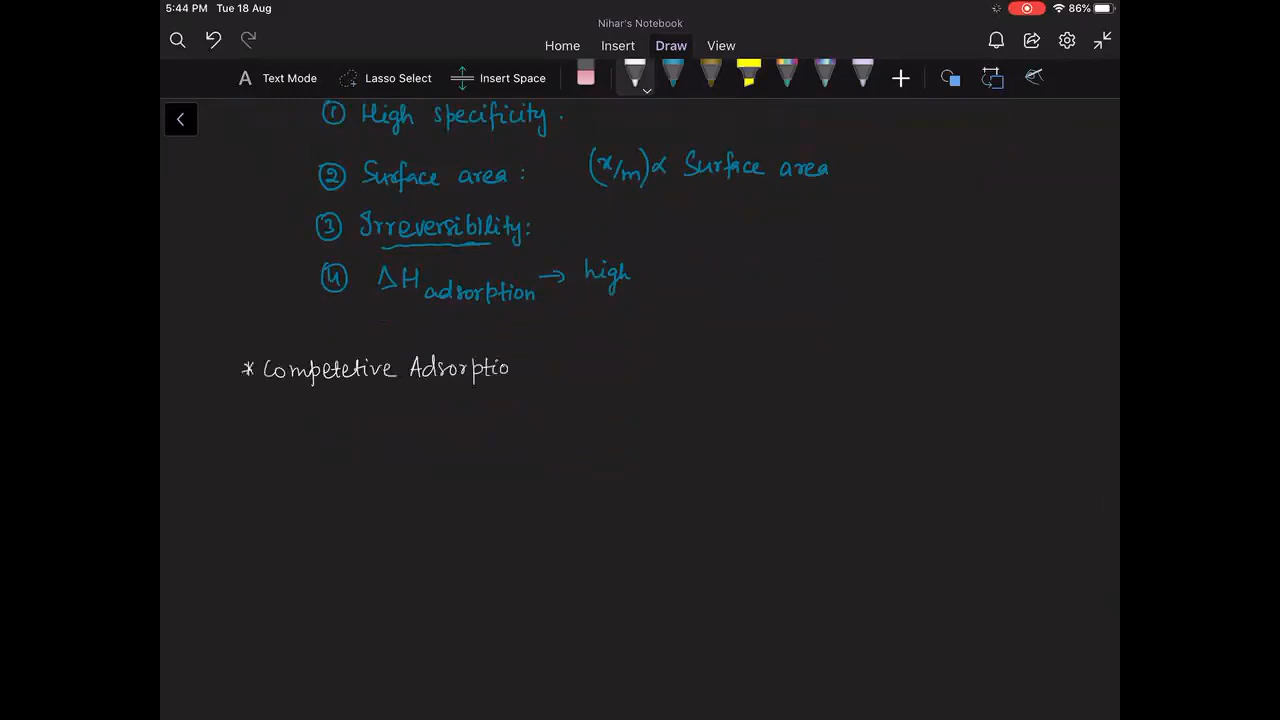 5:44 PM Tue 18 Aug
86%
Nihar's Notebook
Home Insert Draw View
A Text Mode Lasso Select Insert Space
① High specificity.
② Surface area: (x/m) ∝ Surface area
③ Irreversibility:
④ ΔH adsorption → high
* Competetive Adsorptio